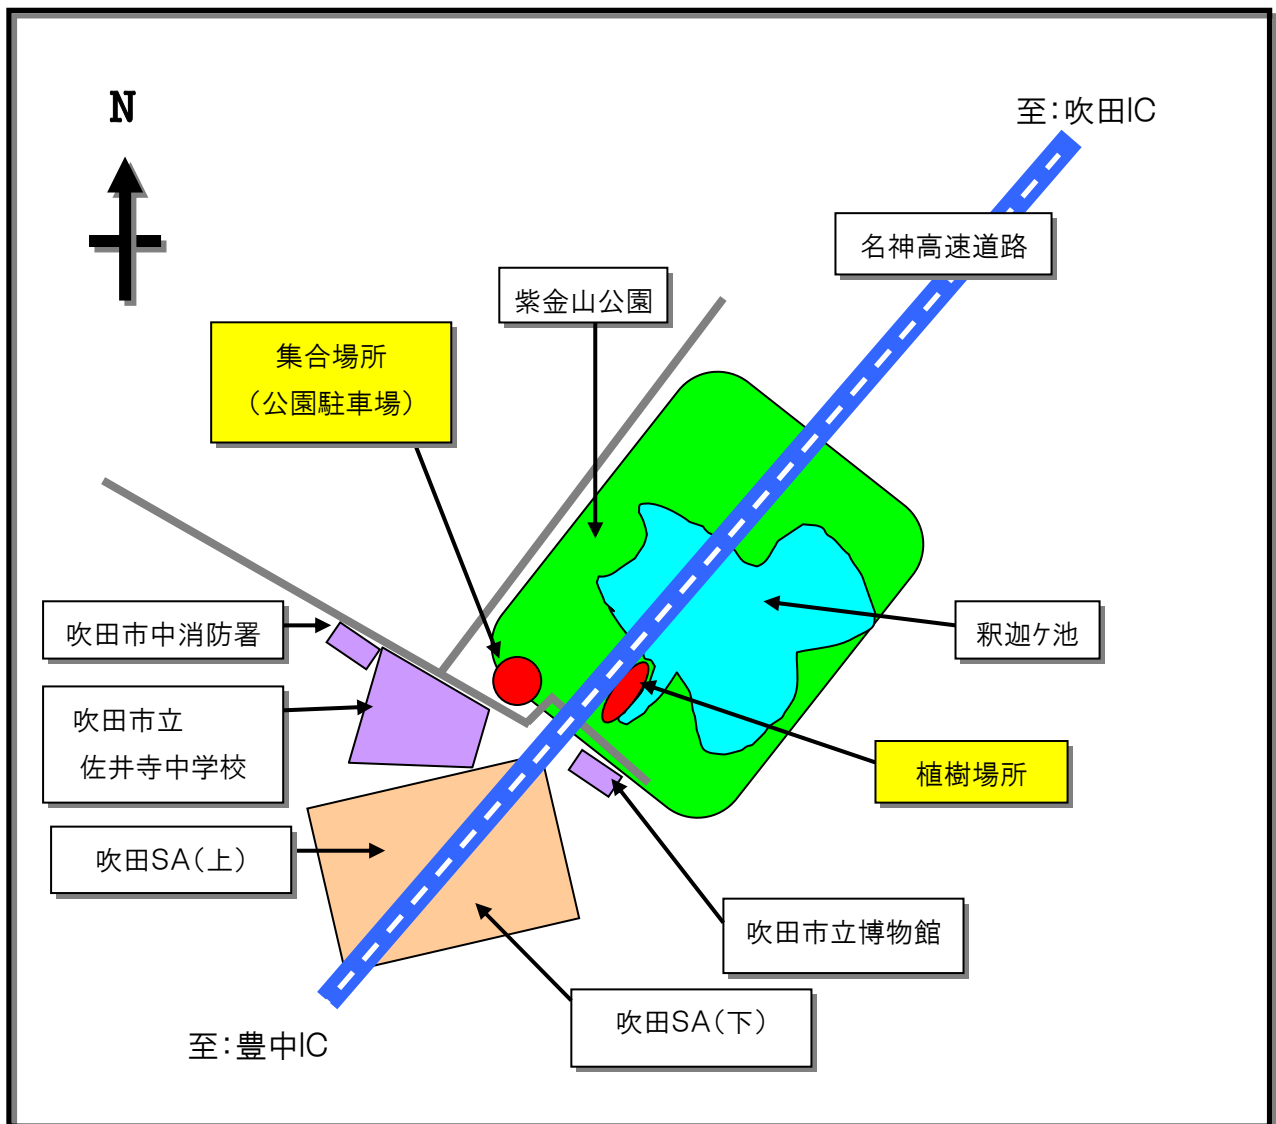 N
至：吹田IC
名神高速道路
紫金山公園
集合場所
（公園駐車場）
吹田市中消防署
釈迦ケ池
吹田市立
佐井寺中学校
植樹場所
吹田SA（上）
吹田市立博物館
吹田SA（下）
至：豊中IC